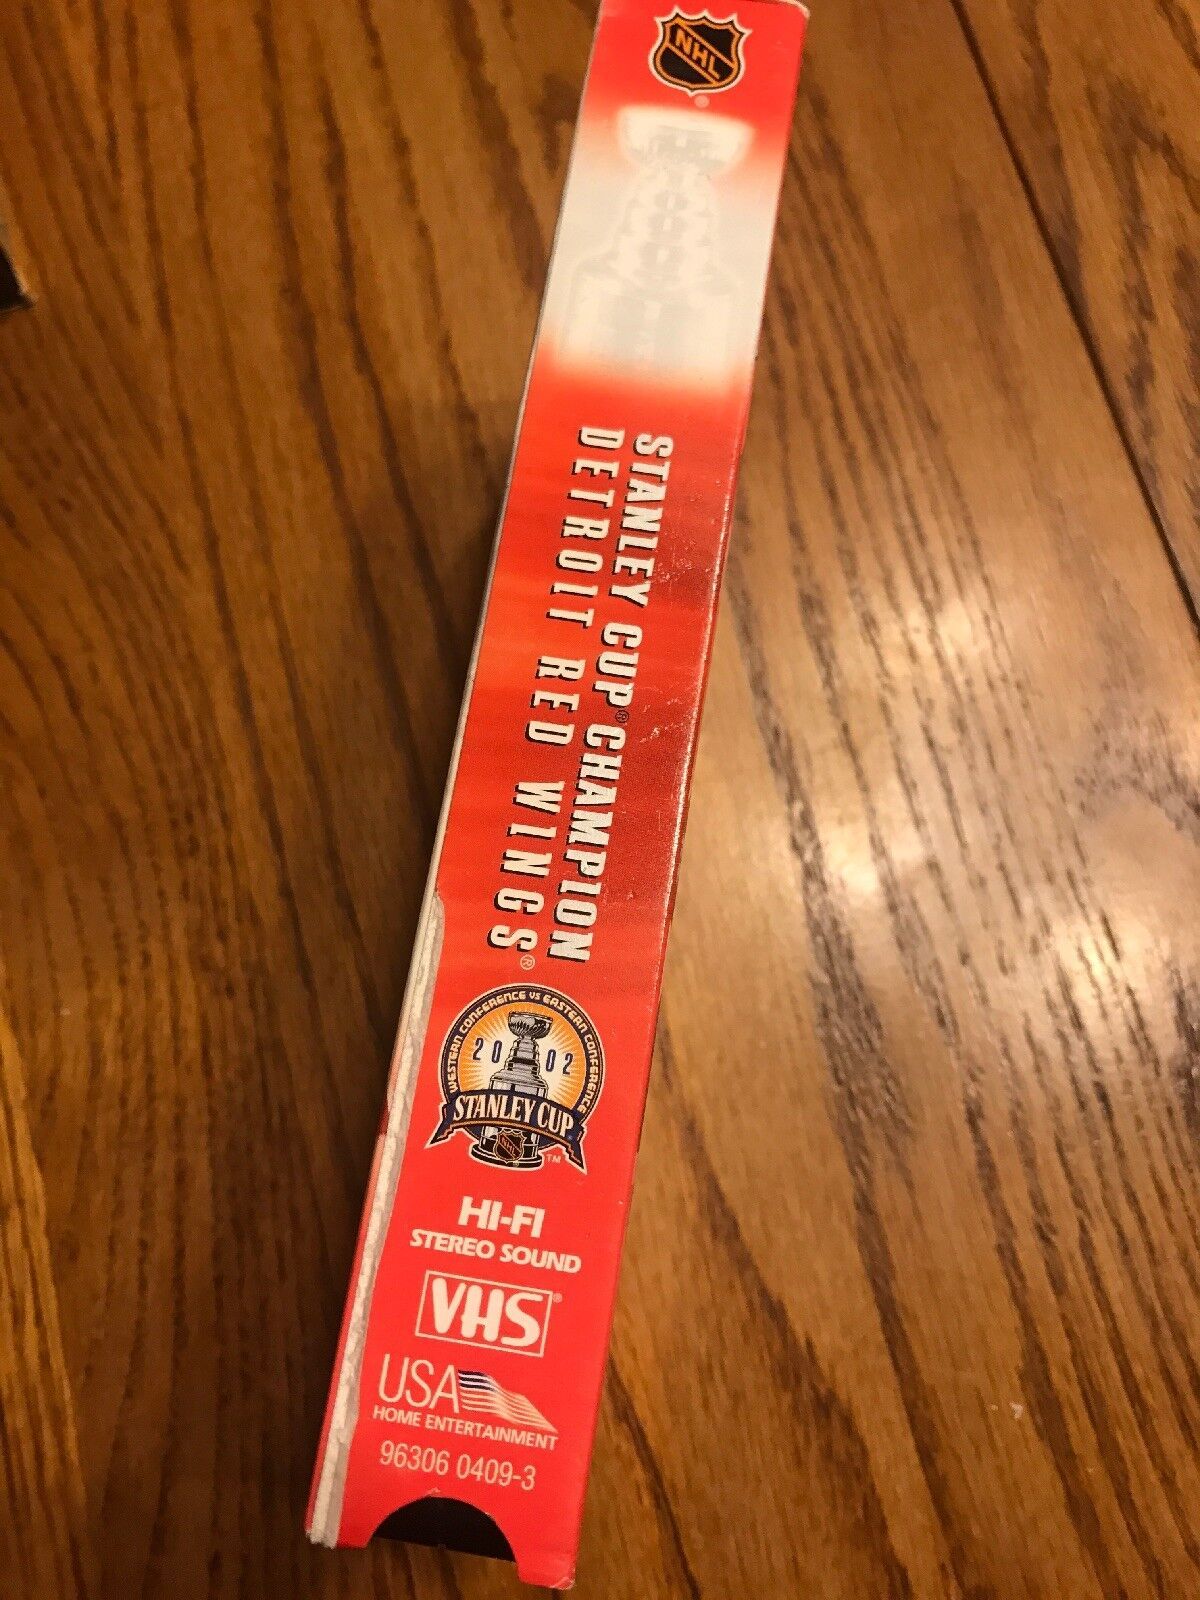 NHL
®
STANLEY CUP® CHAMPION
DETROIT RED WINGS®
WESTERN CONFERENCE VS EASTERN CONFERENCE
2002
STANLEY CUP
TM
HI-FI
STEREO SOUND
VHS®
USA
HOME ENTERTAINMENT
96306 0409-3